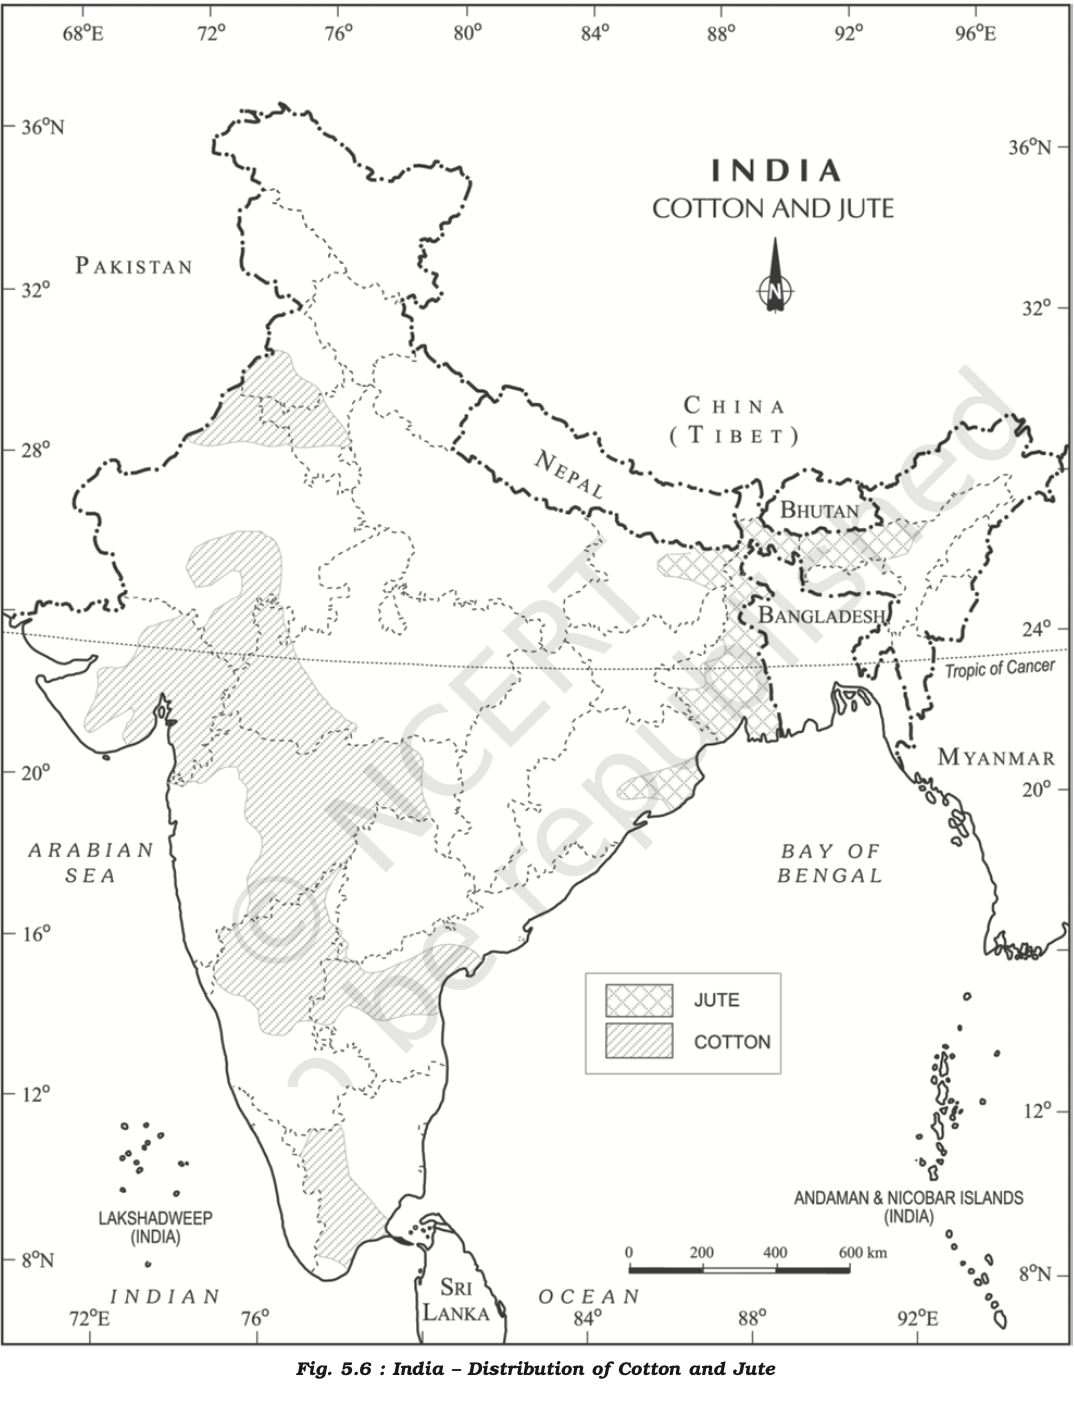 68°E 72° 76° 80° 84° 88° 92° 96°E
36°N
36°N
INDIA
COTTON AND JUTE
N
PAKISTAN
32°
32°
CHINA
(TIBET)
28°
NEPAL
BHUTAN
BANGLADESH
24°
Tropic of Cancer
MYANMAR
20°
20°
ARABIAN
SEA
BAY OF
BENGAL
16°
© NCERT
o be republished
JUTE
COTTON
12°
12°
LAKSHADWEEP
(INDIA)
ANDAMAN & NICOBAR ISLANDS
(INDIA)
0 200 400 600 km
8°N
8°N
SRI
LANKA
INDIAN OCEAN
72°E 76° 84° 88° 92°E
Fig. 5.6 : India – Distribution of Cotton and Jute